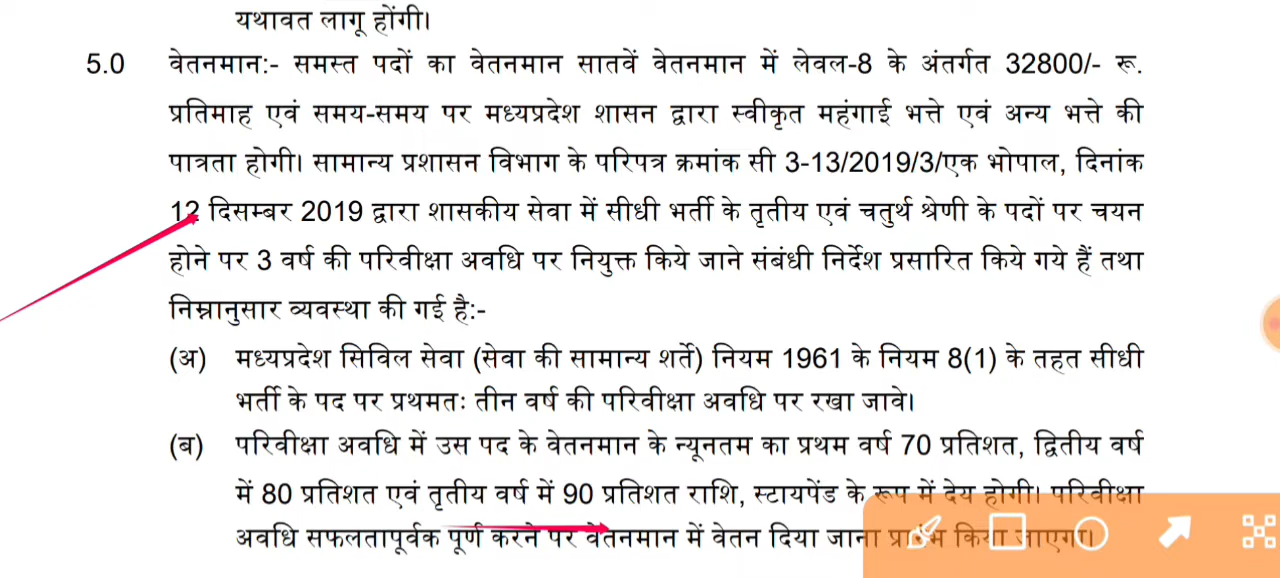 यथावत लागू होंगी।
5.0 वेतनमान:- समस्त पदों का वेतनमान सातवें वेतनमान में लेवल-8 के अंतर्गत 32800/- रू.
प्रतिमाह एवं समय-समय पर मध्यप्रदेश शासन द्वारा स्वीकृत महंगाई भत्ते एवं अन्य भत्ते की
पात्रता होगी। सामान्य प्रशासन विभाग के परिपत्र क्रमांक सी 3-13/2019/3/एक भोपाल, दिनांक
12 दिसम्बर 2019 द्वारा शासकीय सेवा में सीधी भर्ती के तृतीय एवं चतुर्थ श्रेणी के पदों पर चयन
होने पर 3 वर्ष की परिवीक्षा अवधि पर नियुक्त किये जाने संबंधी निर्देश प्रसारित किये गये हैं तथा
निम्नानुसार व्यवस्था की गई है:-
(अ) मध्यप्रदेश सिविल सेवा (सेवा की सामान्य शर्ते) नियम 1961 के नियम 8(1) के तहत सीधी
भर्ती के पद पर प्रथमतः तीन वर्ष की परिवीक्षा अवधि पर रखा जावे।
(ब) परिवीक्षा अवधि में उस पद के वेतनमान के न्यूनतम का प्रथम वर्ष 70 प्रतिशत, द्वितीय वर्ष
में 80 प्रतिशत एवं तृतीय वर्ष में 90 प्रतिशत राशि, स्टायपेंड के रूप में देय होगी। परिवीक्षा
अवधि सफलतापूर्वक पूर्ण करने पर वेतनमान में वेतन दिया जाना प्रारंभ किया जाएगा।